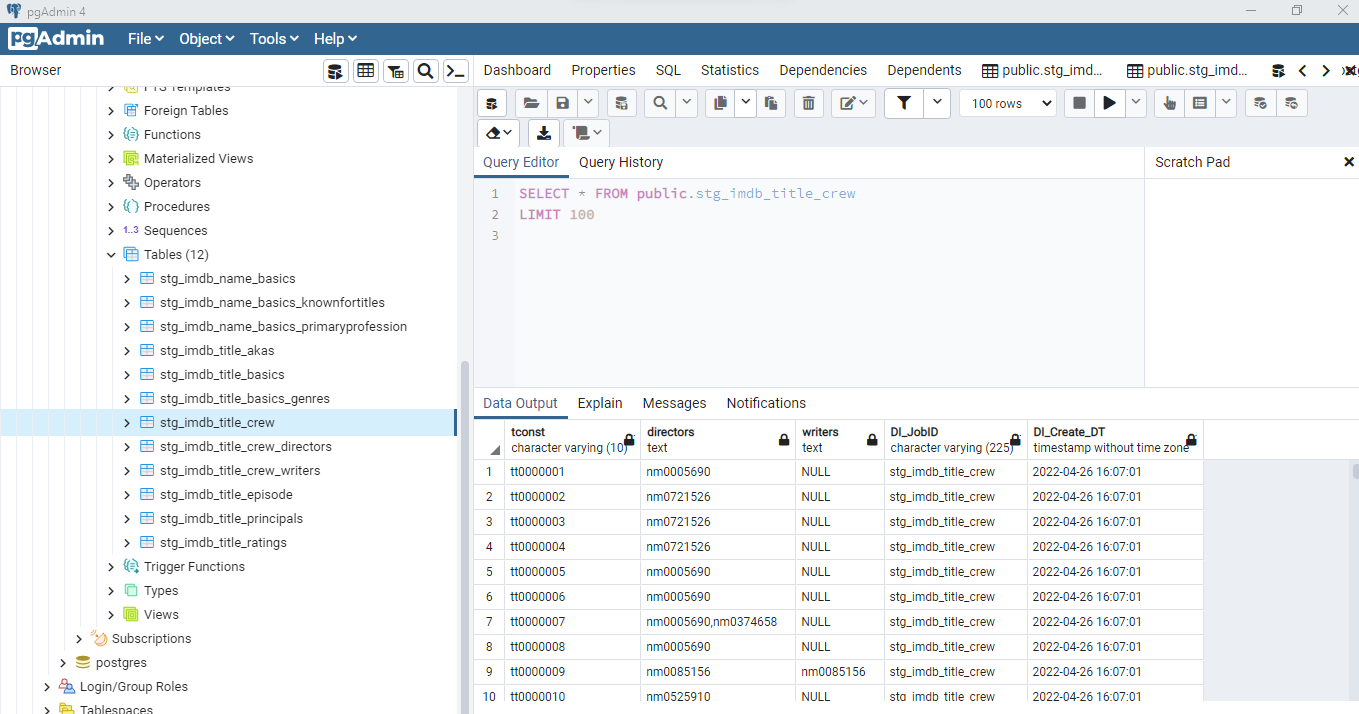 pgAdmin 4
pgAdmin File Object Tools Help
Browser
Dashboard Properties SQL Statistics Dependencies Dependents public.stg_imd... public.stg_imd...
100 rows
Query Editor Query History Scratch Pad
1 SELECT * FROM public.stg_imdb_title_crew
2 LIMIT 100
3
FTS Templates
Foreign Tables
Functions
Materialized Views
Operators
Procedures
1..3 Sequences
Tables (12)
stg_imdb_name_basics
stg_imdb_name_basics_knownfortitles
stg_imdb_name_basics_primaryprofession
stg_imdb_title_akas
stg_imdb_title_basics
stg_imdb_title_basics_genres
stg_imdb_title_crew
stg_imdb_title_crew_directors
stg_imdb_title_crew_writers
stg_imdb_title_episode
stg_imdb_title_principals
stg_imdb_title_ratings
Trigger Functions
Types
Views
Subscriptions
postgres
Login/Group Roles
Tablespaces
Data Output Explain Messages Notifications
tconst directors writers DI_JobID DI_Create_DT
character varying (10) text text character varying (225) timestamp without time zone
1 tt0000001 nm0005690 NULL stg_imdb_title_crew 2022-04-26 16:07:01
2 tt0000002 nm0721526 NULL stg_imdb_title_crew 2022-04-26 16:07:01
3 tt0000003 nm0721526 NULL stg_imdb_title_crew 2022-04-26 16:07:01
4 tt0000004 nm0721526 NULL stg_imdb_title_crew 2022-04-26 16:07:01
5 tt0000005 nm0005690 NULL stg_imdb_title_crew 2022-04-26 16:07:01
6 tt0000006 nm0005690 NULL stg_imdb_title_crew 2022-04-26 16:07:01
7 tt0000007 nm0005690,nm0374658 NULL stg_imdb_title_crew 2022-04-26 16:07:01
8 tt0000008 nm0005690 NULL stg_imdb_title_crew 2022-04-26 16:07:01
9 tt0000009 nm0085156 nm0085156 stg_imdb_title_crew 2022-04-26 16:07:01
10 tt0000010 nm0525910 NULL stg_imdb_title_crew 2022-04-26 16:07:01